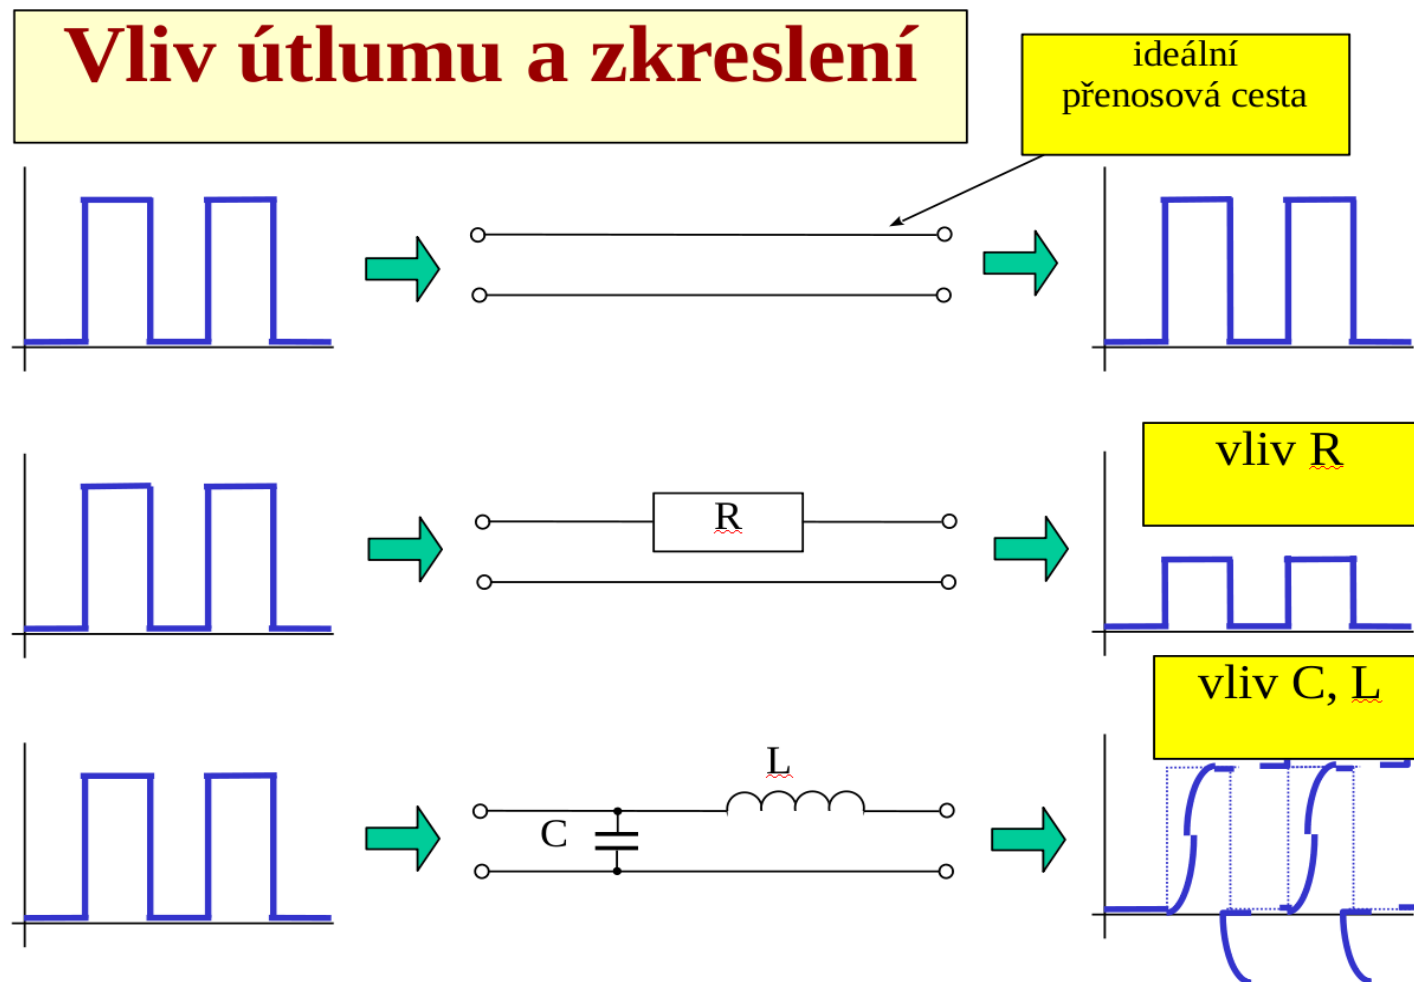 Vliv útlumu a zkreslení
ideální
přenosová cesta
vliv R
R
vliv C, L
L
C